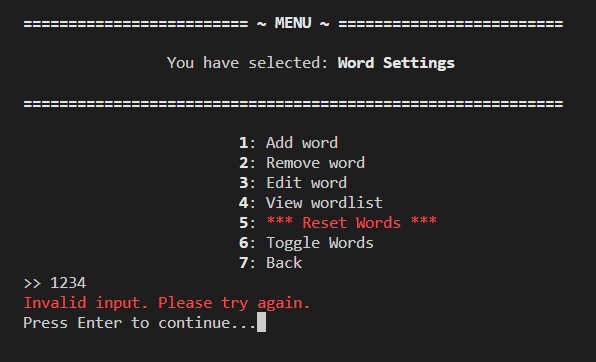 ========================= ~ MENU ~ =========================
You have selected: Word Settings
============================================================
1: Add word
2: Remove word
3: Edit word
4: View wordlist
5: *** Reset Words ***
6: Toggle Words
7: Back
>> 1234
Invalid input. Please try again.
Press Enter to continue...